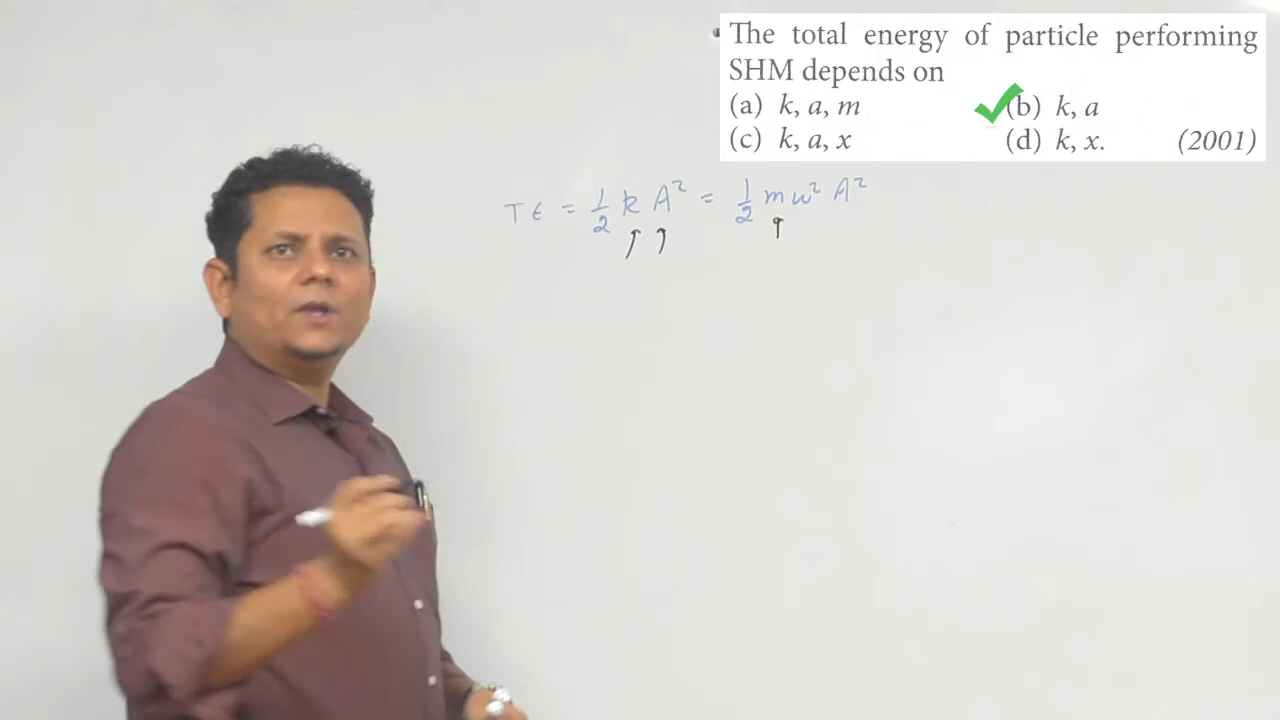 The total energy of particle performing
SHM depends on
(a) k, a, m (b) k, a
(c) k, a, x (d) k, x. (2001)
TE = 1/2 k A² = 1/2 mω² A²